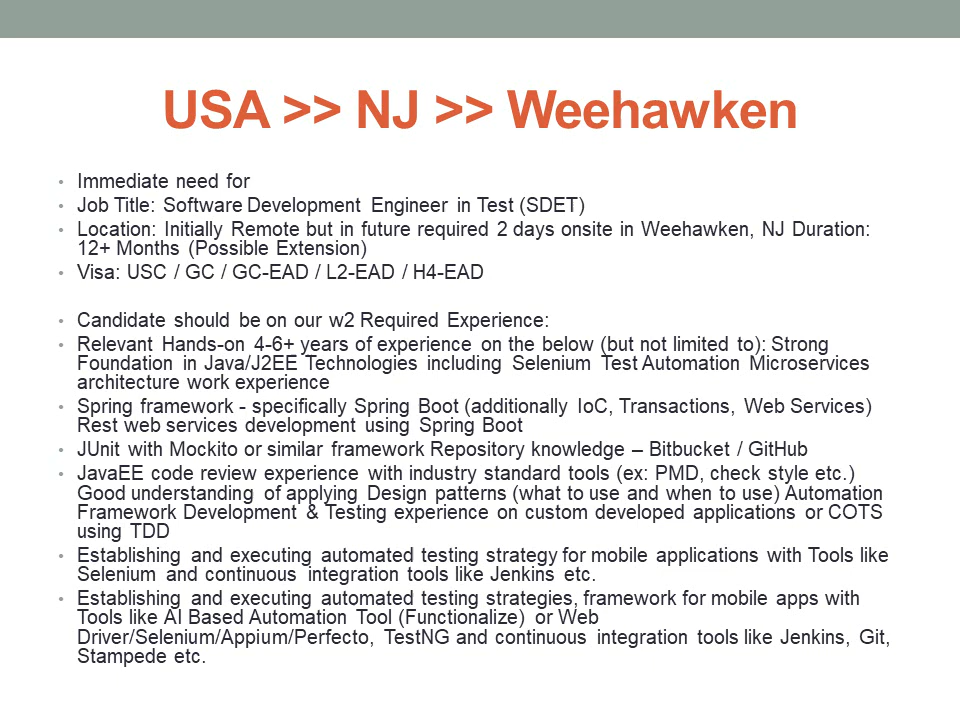 USA >> NJ >> Weehawken
• Immediate need for
• Job Title: Software Development Engineer in Test (SDET)
• Location: Initially Remote but in future required 2 days onsite in Weehawken, NJ Duration:
12+ Months (Possible Extension)
• Visa: USC / GC / GC-EAD / L2-EAD / H4-EAD
• Candidate should be on our w2 Required Experience:
• Relevant Hands-on 4-6+ years of experience on the below (but not limited to): Strong
Foundation in Java/J2EE Technologies including Selenium Test Automation Microservices
architecture work experience
• Spring framework - specifically Spring Boot (additionally IoC, Transactions, Web Services)
Rest web services development using Spring Boot
• JUnit with Mockito or similar framework Repository knowledge – Bitbucket / GitHub
• JavaEE code review experience with industry standard tools (ex: PMD, check style etc.)
Good understanding of applying Design patterns (what to use and when to use) Automation
Framework Development & Testing experience on custom developed applications or COTS
using TDD
• Establishing and executing automated testing strategy for mobile applications with Tools like
Selenium and continuous integration tools like Jenkins etc.
• Establishing and executing automated testing strategies, framework for mobile apps with
Tools like AI Based Automation Tool (Functionalize) or Web
Driver/Selenium/Appium/Perfecto, TestNG and continuous integration tools like Jenkins, Git,
Stampede etc.